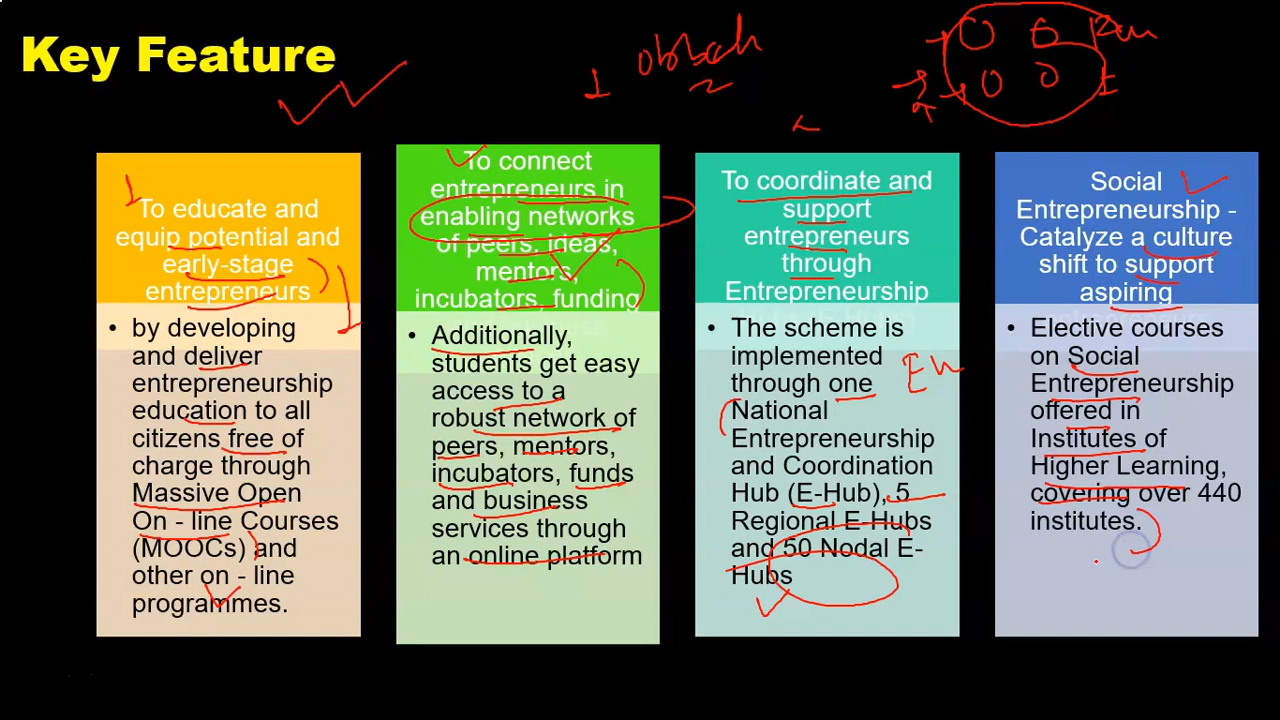 Key Feature
To educate and
equip potential and
early-stage
entrepreneurs
by developing
and deliver
entrepreneurship
education to all
citizens free of
charge through
Massive Open
On - line Courses
(MOOCs) and
other on - line
programmes.
To connect
entrepreneurs in
enabling networks
of peers, ideas,
mentors,
incubators, funding
Additionally,
students get easy
access to a
robust network of
peers, mentors,
incubators, funds
and business
services through
an online platform
To coordinate and
support
entrepreneurs
through
Entrepreneurship
The scheme is
implemented
through one
National
Entrepreneurship
and Coordination
Hub (E-Hub), 5
Regional E-Hubs
and 50 Nodal E-
Hubs
Social
Entrepreneurship -
Catalyze a culture
shift to support
aspiring
Elective courses
on Social
Entrepreneurship
offered in
Institutes of
Higher Learning,
covering over 440
institutes.